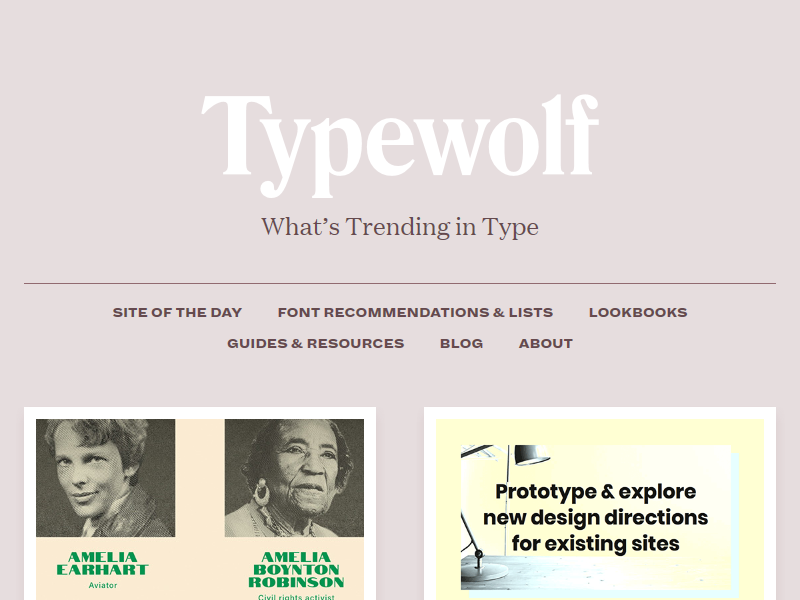 Typewolf
What's Trending in Type
SITE OF THE DAY FONT RECOMMENDATIONS & LISTS LOOKBOOKS
GUIDES & RESOURCES BLOG ABOUT
AMELIA
EARHART
Aviator
AMELIA
BOYNTON
ROBINSON
Civil rights activist
Prototype & explore
new design directions
for existing sites